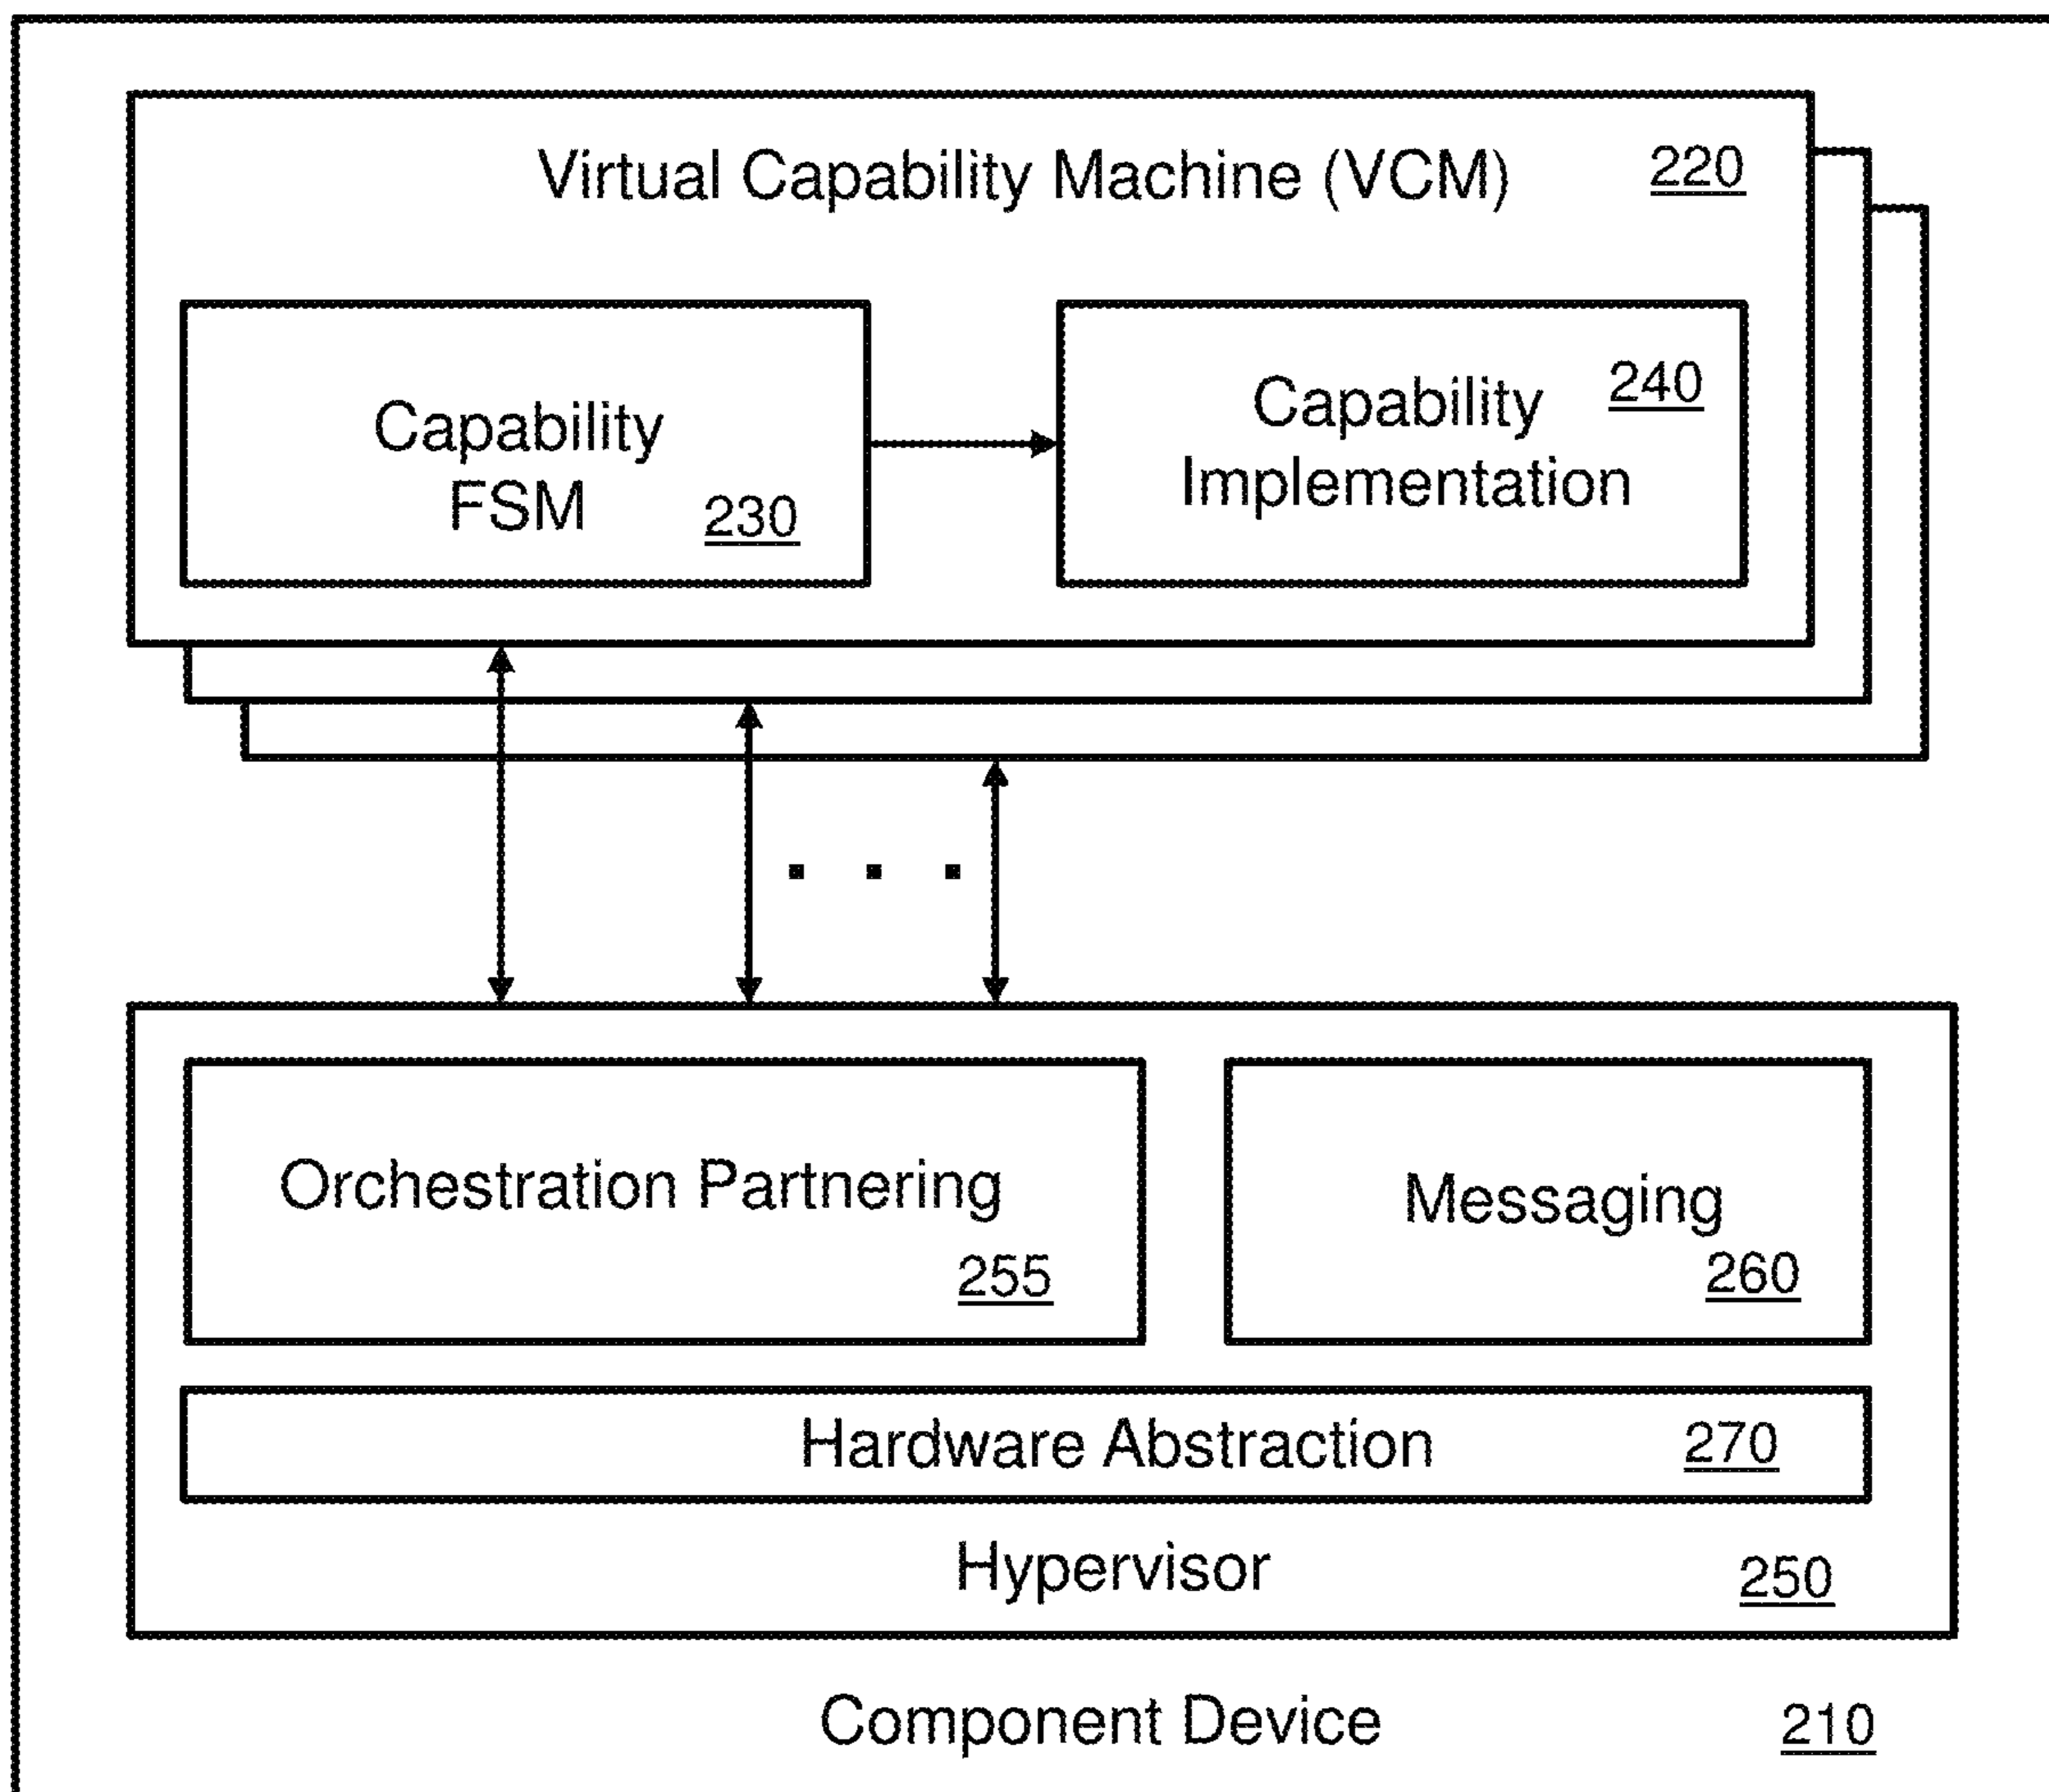 Virtual Capability Machine (VCM) 220
Capability
FSM 230
Capability 240
Implementation
Orchestration Partnering
255
Messaging
260
Hardware Abstraction 270
Hypervisor 250
Component Device 210